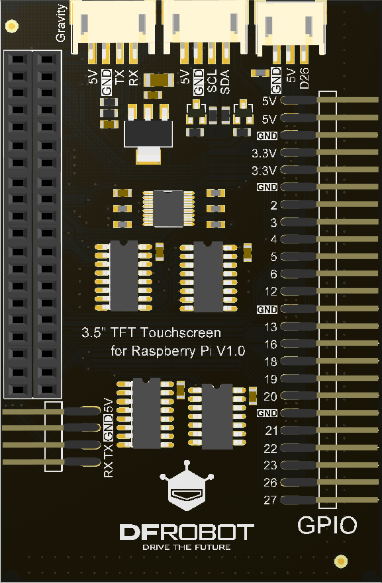 Gravity
5V
GND
TX
RX
5V
GND
SCL
SDA
GND
5V
D26
5V
5V
GND
3.3V
3.3V
GND
2
3
4
5
6
12
GND
13
16
18
19
20
GND
21
22
23
26
27
GPIO
3.5" TFT Touchscreen
for Raspberry Pi V1.0
5V
GND
TX
RX
DFROBOT
DRIVE THE FUTURE